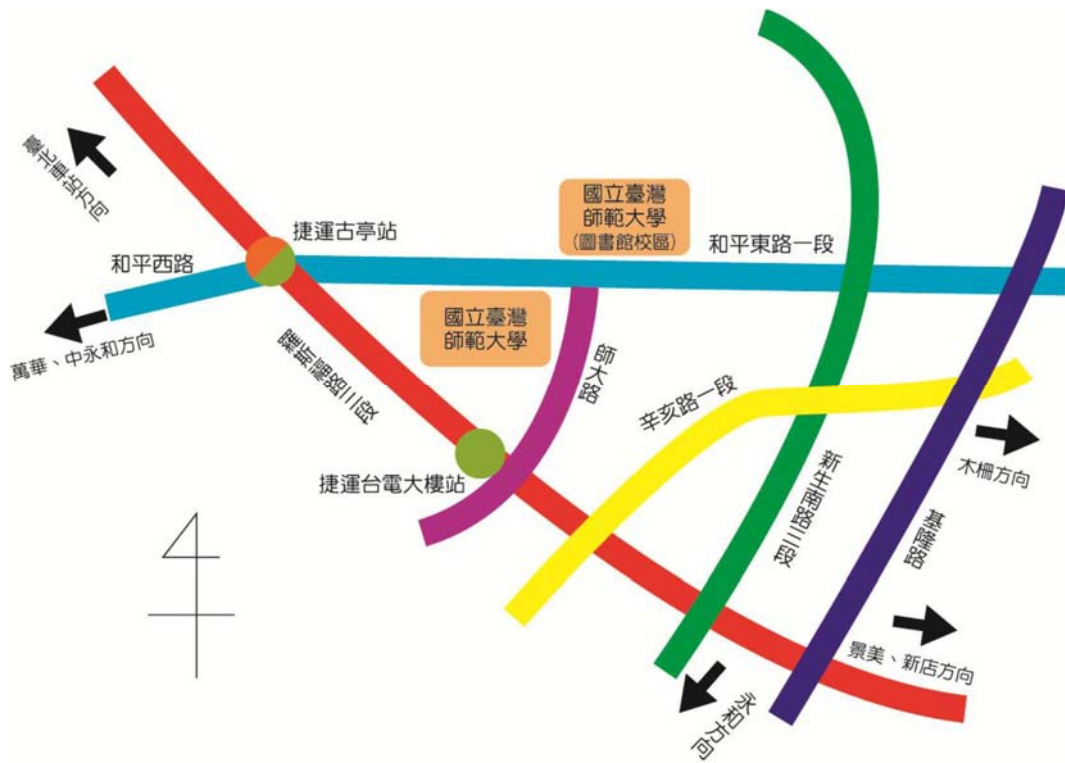 國立臺灣
師範大學
(圖書館校區)
臺北車站方向
捷運古亭站
和平東路一段
和平西路
國立臺灣
師範大學
萬華、中永和方向
羅斯福路三段
師大路
辛亥路一段
捷運台電大樓站
新生南路三段
木柵方向
基隆路
景美、新店方向
永和方向